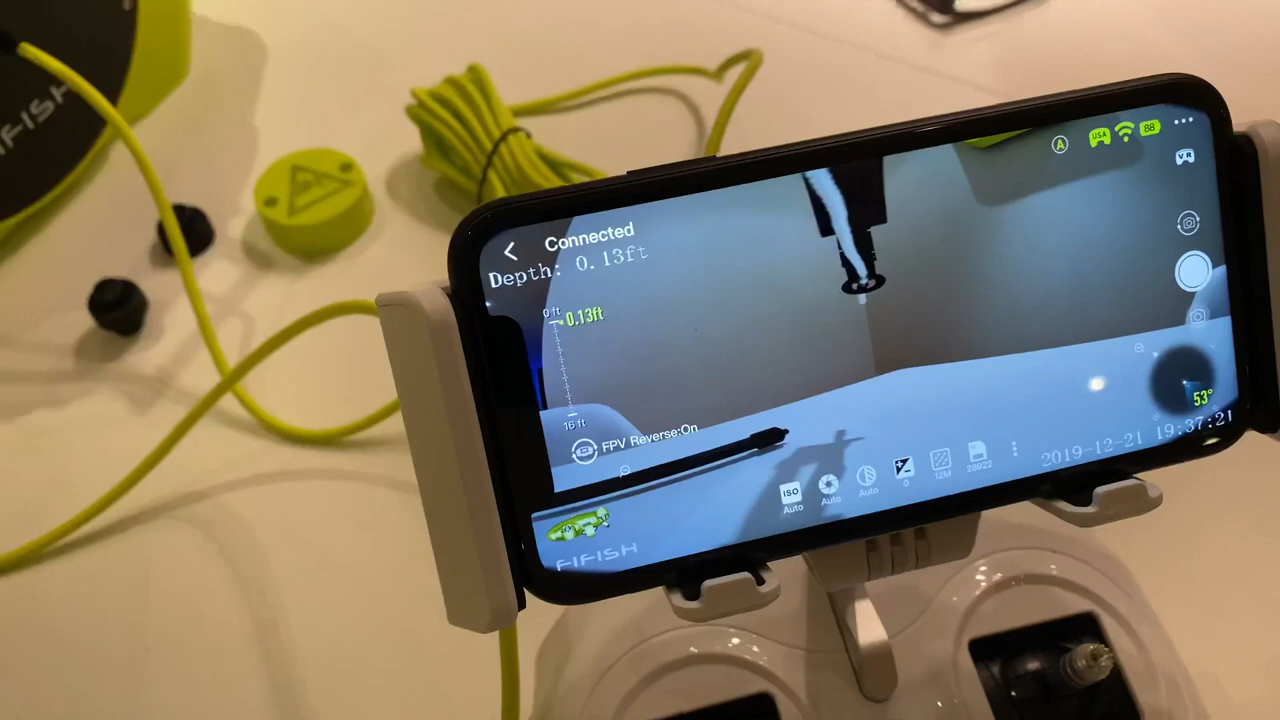 FIFISH
A
USA
88
VR
Connected
Depth: 0.13ft
0 ft
0.13ft
16 ft
FPV Reverse:On
53°
2019-12-21 19:37:21
ISO
Auto
Auto
Auto
0
12M
28922
FIFISH